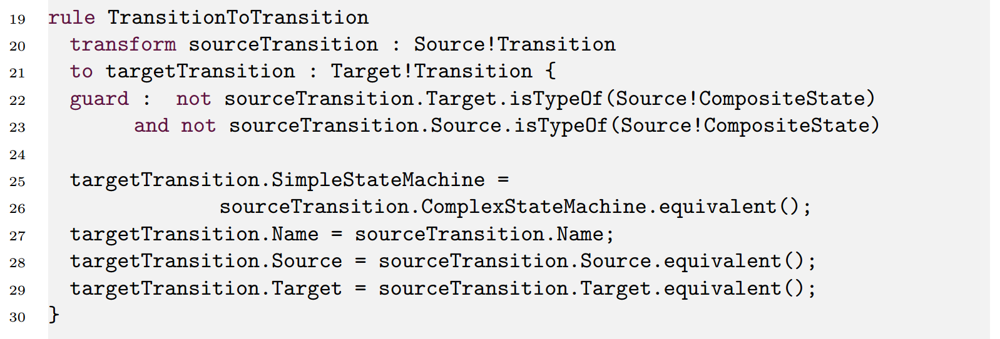 19 rule TransitionToTransition
20 transform sourceTransition : Source!Transition
21 to targetTransition : Target!Transition {
22 guard : not sourceTransition.Target.isTypeOf(Source!CompositeState)
23 and not sourceTransition.Source.isTypeOf(Source!CompositeState)
24
25 targetTransition.SimpleStateMachine =
26 sourceTransition.ComplexStateMachine.equivalent();
27 targetTransition.Name = sourceTransition.Name;
28 targetTransition.Source = sourceTransition.Source.equivalent();
29 targetTransition.Target = sourceTransition.Target.equivalent();
30 }